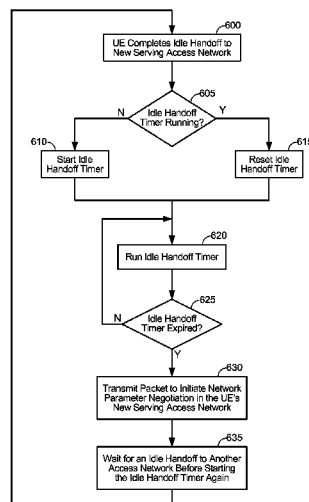 600
UE Completes Idle Handoff to
New Serving Access Network
605
Idle Handoff
Timer Running?
N
Y
610
Start Idle
Handoff Timer
615
Reset Idle
Handoff Timer
620
Run Idle Handoff Timer
625
Idle Handoff
Timer Expired?
N
Y
630
Transmit Packet to Initiate Network
Parameter Negotiation in the UE's
New Serving Access Network
635
Wait for an Idle Handoff to Another
Access Network Before Starting
the Idle Handoff Timer Again